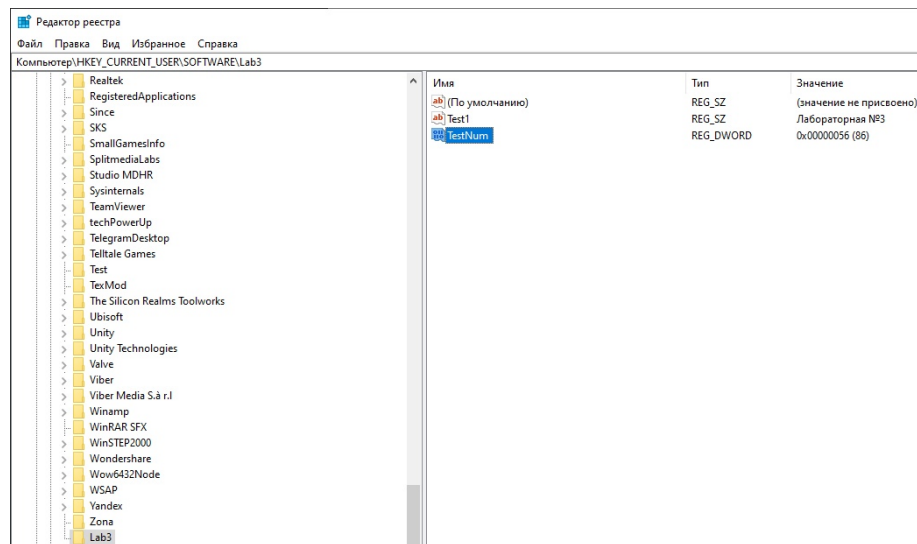 Редактор реестра
Файл Правка Вид Избранное Справка
Компьютер\HKEY_CURRENT_USER\SOFTWARE\Lab3
Realtek
RegisteredApplications
Since
SKS
SmallGamesInfo
SplitmediaLabs
Studio MDHR
Sysinternals
TeamViewer
techPowerUp
TelegramDesktop
Telltale Games
Test
TexMod
The Silicon Realms Toolworks
Ubisoft
Unity
Unity Technologies
Valve
Viber
Viber Media S.à r.l
Winamp
WinRAR SFX
WinSTEP2000
Wondershare
Wow6432Node
WSAP
Yandex
Zona
Lab3
Имя Тип Значение
(По умолчанию) REG_SZ (значение не присвоено)
Test1 REG_SZ Лабораторная №3
TestNum REG_DWORD 0x00000056 (86)